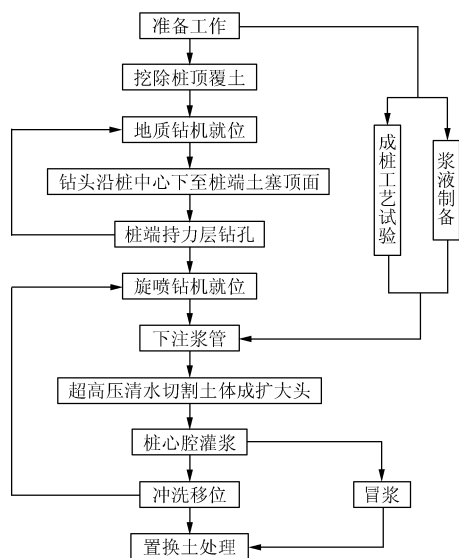 准备工作
挖除桩顶覆土
地质钻机就位
钻头沿桩中心下至桩端土塞顶面
桩端持力层钻孔
旋喷钻机就位
下注浆管
超高压清水切割土体成扩大头
桩心腔灌浆
冲洗移位
置换土处理
成桩工艺试验
浆液制备
冒浆